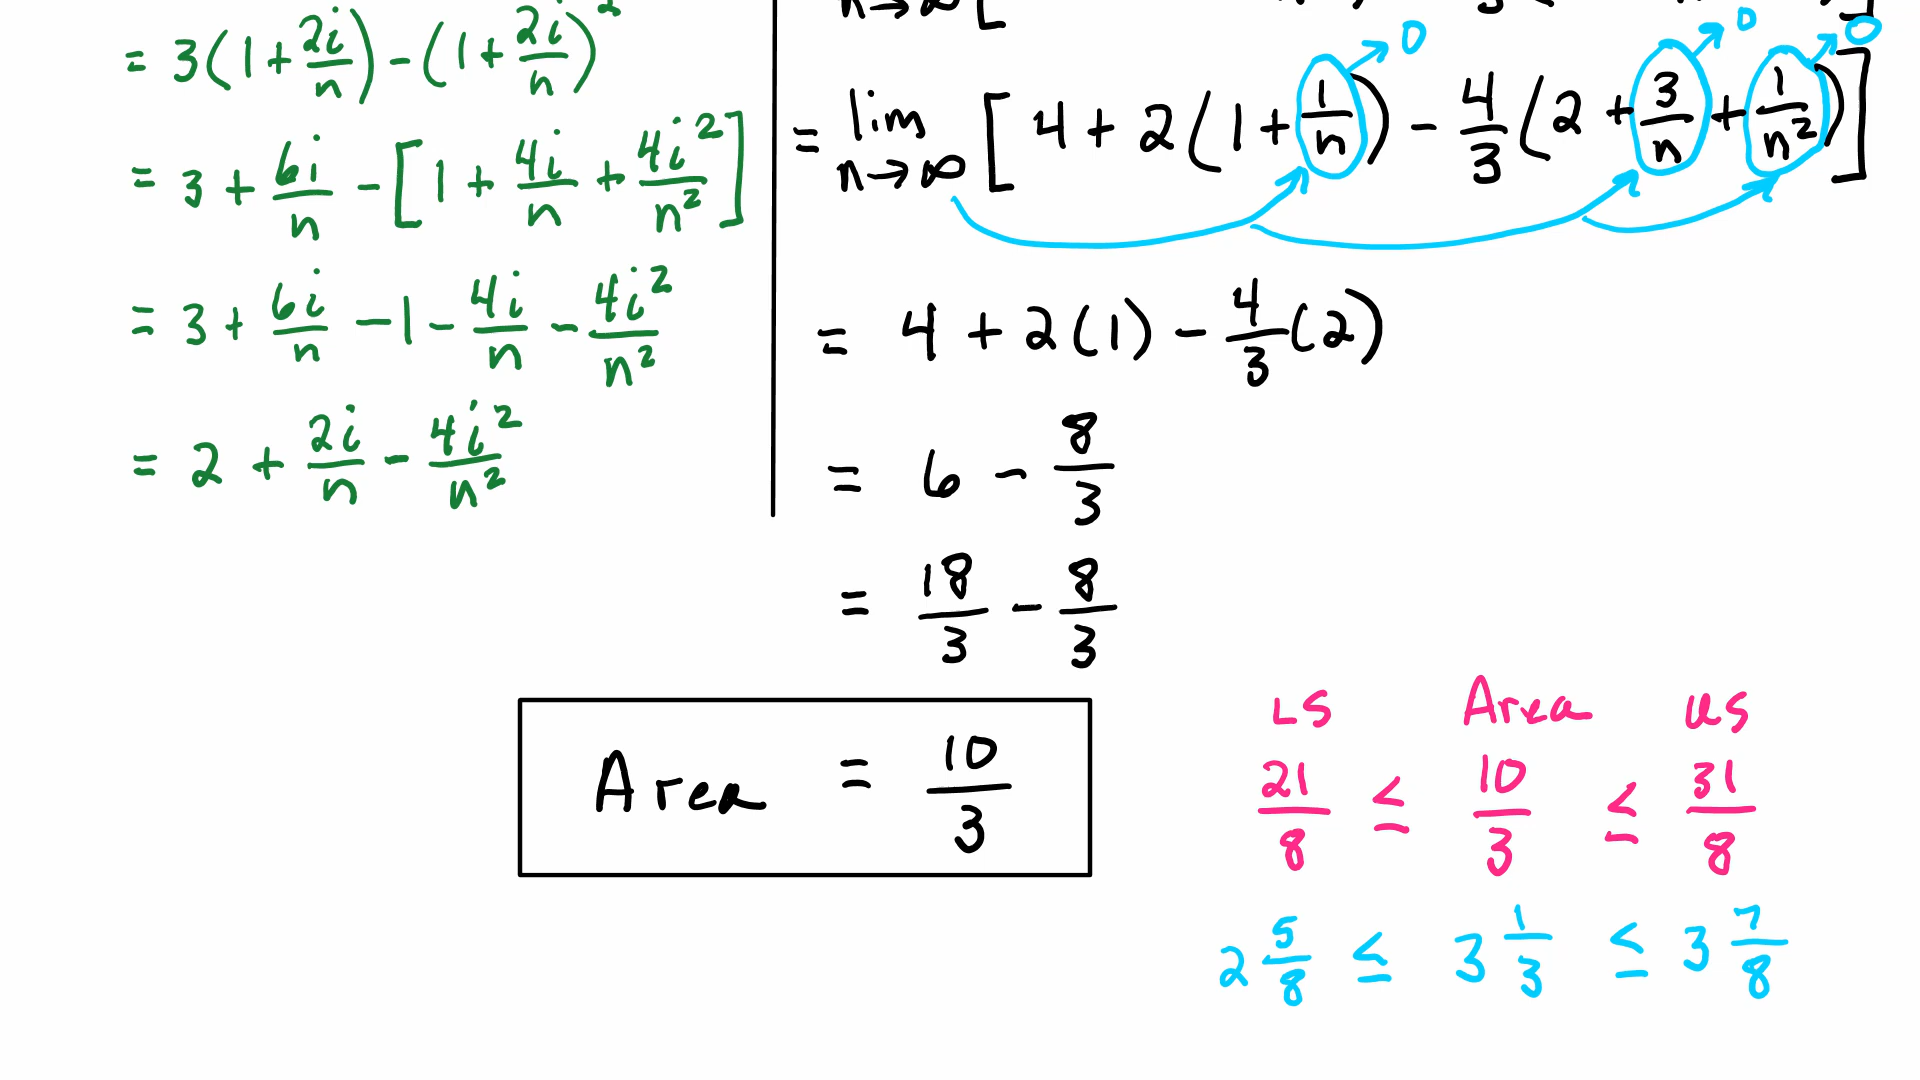 = 3(1 + 2i/n) - (1 + 2i/n)²
= 3 + 6i/n - [1 + 4i/n + 4i²/n²]
= 3 + 6i/n - 1 - 4i/n - 4i²/n²
= 2 + 2i/n - 4i²/n²
n→∞ [
0 0 0
= lim n→∞ [4 + 2(1 + 1/n) - 4/3(2 + 3/n + 1/n²)]
= 4 + 2(1) - 4/3(2)
= 6 - 8/3
= 18/3 - 8/3
Area = 10/3
LS Area US
21/8 ≤ 10/3 ≤ 31/8
2 5/8 ≤ 3 1/3 ≤ 3 7/8